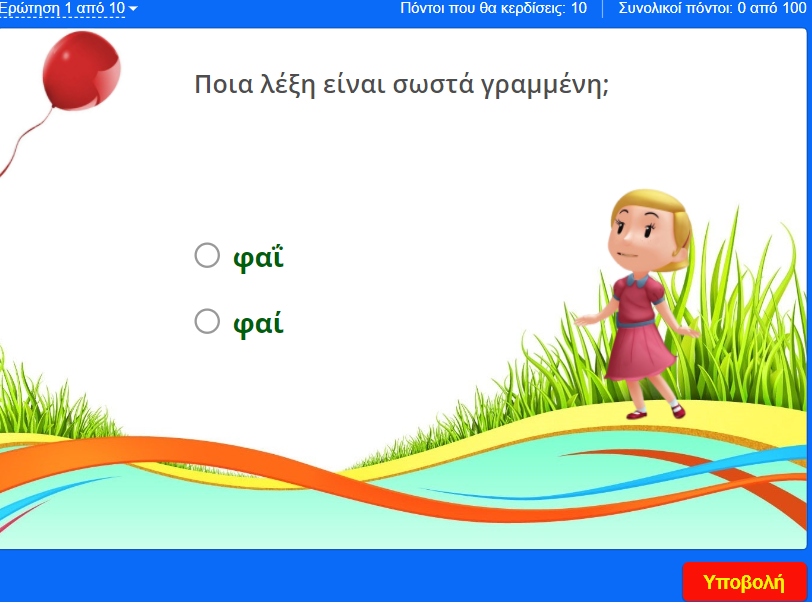 Ερώτηση 1 από 10
Πόντοι που θα κερδίσεις: 10
Συνολικοί πόντοι: 0 από 100
Ποια λέξη είναι σωστά γραμμένη;
φαΐ
φαί
Υποβολή